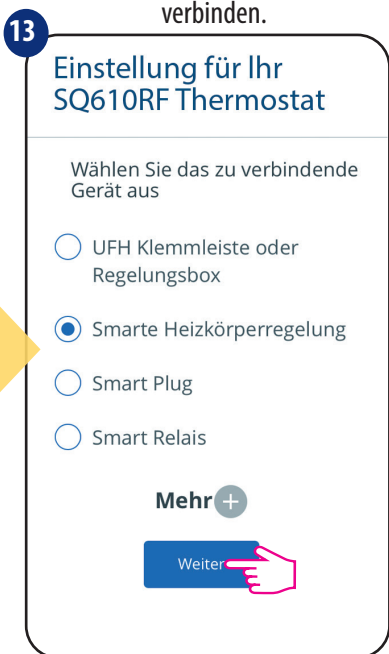 verbinden.
13
Einstellung für Ihr
SQ610RF Thermostat
Wählen Sie das zu verbindende
Gerät aus
UFH Klemmleiste oder
Regelungsbox
Smarte Heizkörperregelung
Smart Plug
Smart Relais
Mehr +
Weiter